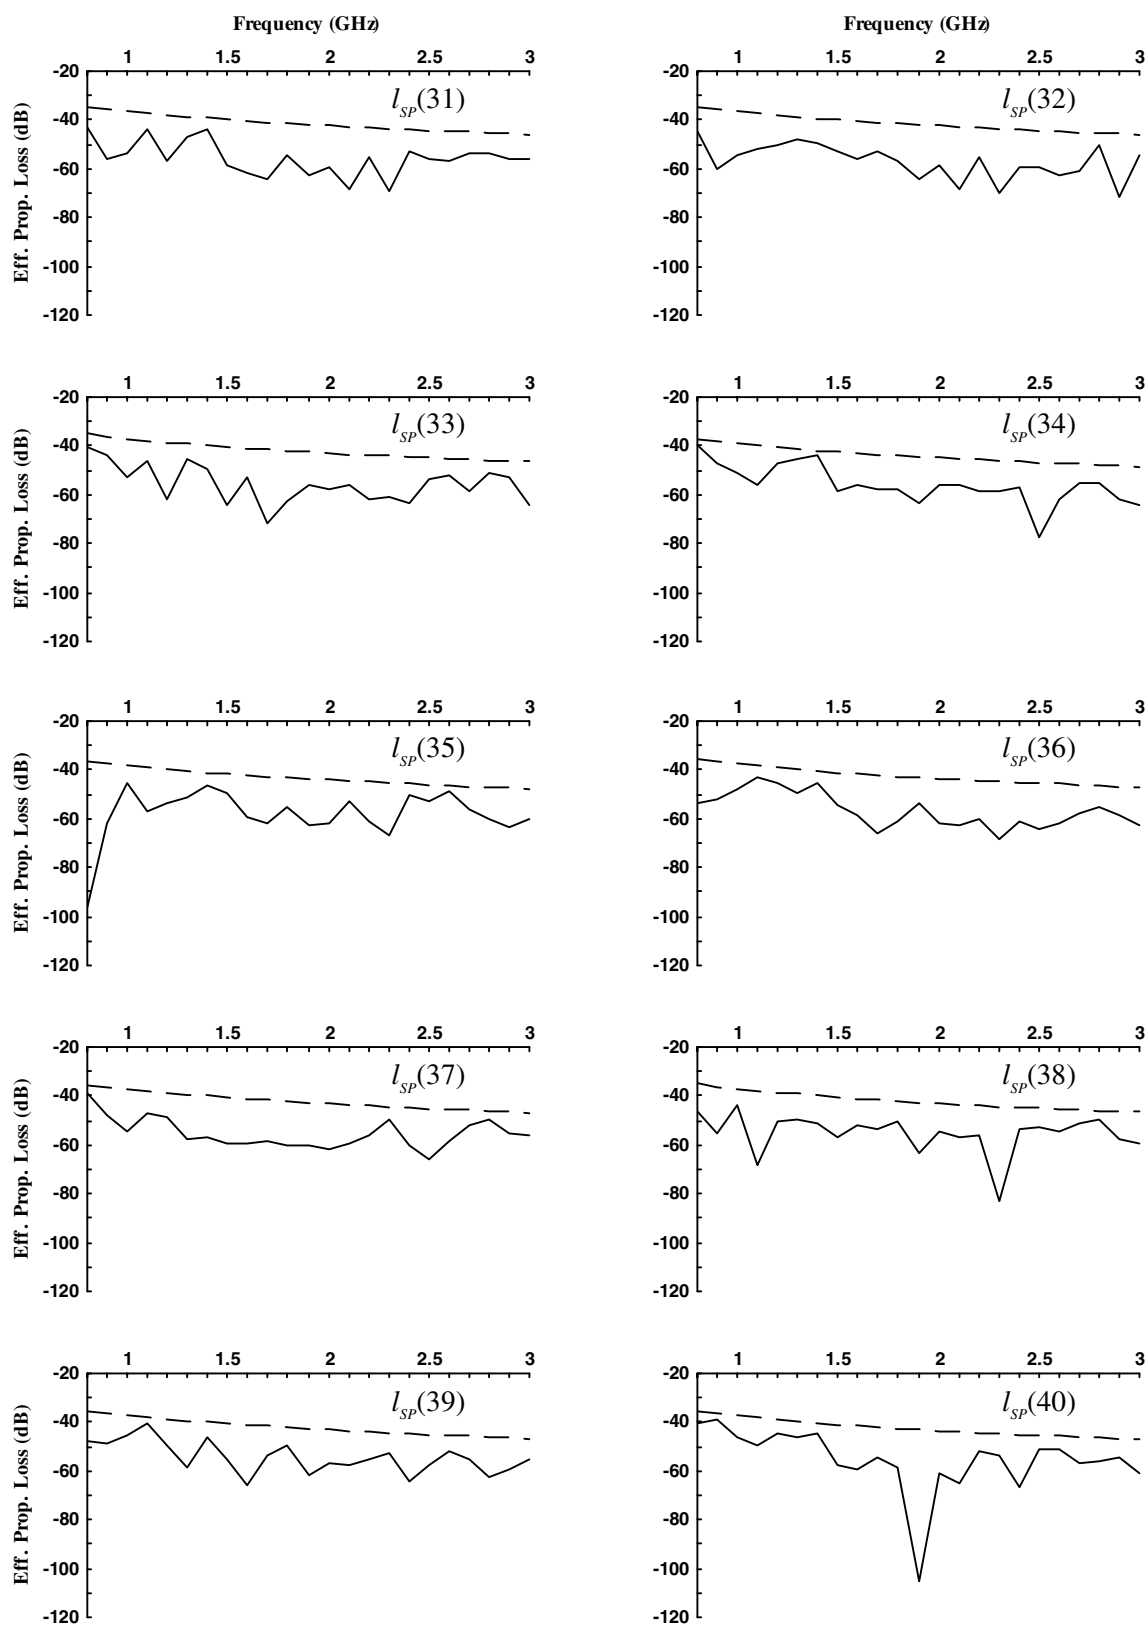 Frequency (GHz) Frequency (GHz)
1 1.5 2 2.5 3 1 1.5 2 2.5 3
-20 -20
l_SP(31) l_SP(32)
-40 -40
-60 -60
-80 -80
-100 -100
-120 -120
Eff. Prop. Loss (dB)
1 1.5 2 2.5 3 1 1.5 2 2.5 3
-20 -20
l_SP(33) l_SP(34)
-40 -40
-60 -60
-80 -80
-100 -100
-120 -120
Eff. Prop. Loss (dB)
1 1.5 2 2.5 3 1 1.5 2 2.5 3
-20 -20
l_SP(35) l_SP(36)
-40 -40
-60 -60
-80 -80
-100 -100
-120 -120
Eff. Prop. Loss (dB)
1 1.5 2 2.5 3 1 1.5 2 2.5 3
-20 -20
l_SP(37) l_SP(38)
-40 -40
-60 -60
-80 -80
-100 -100
-120 -120
Eff. Prop. Loss (dB)
1 1.5 2 2.5 3 1 1.5 2 2.5 3
-20 -20
l_SP(39) l_SP(40)
-40 -40
-60 -60
-80 -80
-100 -100
-120 -120
Eff. Prop. Loss (dB)